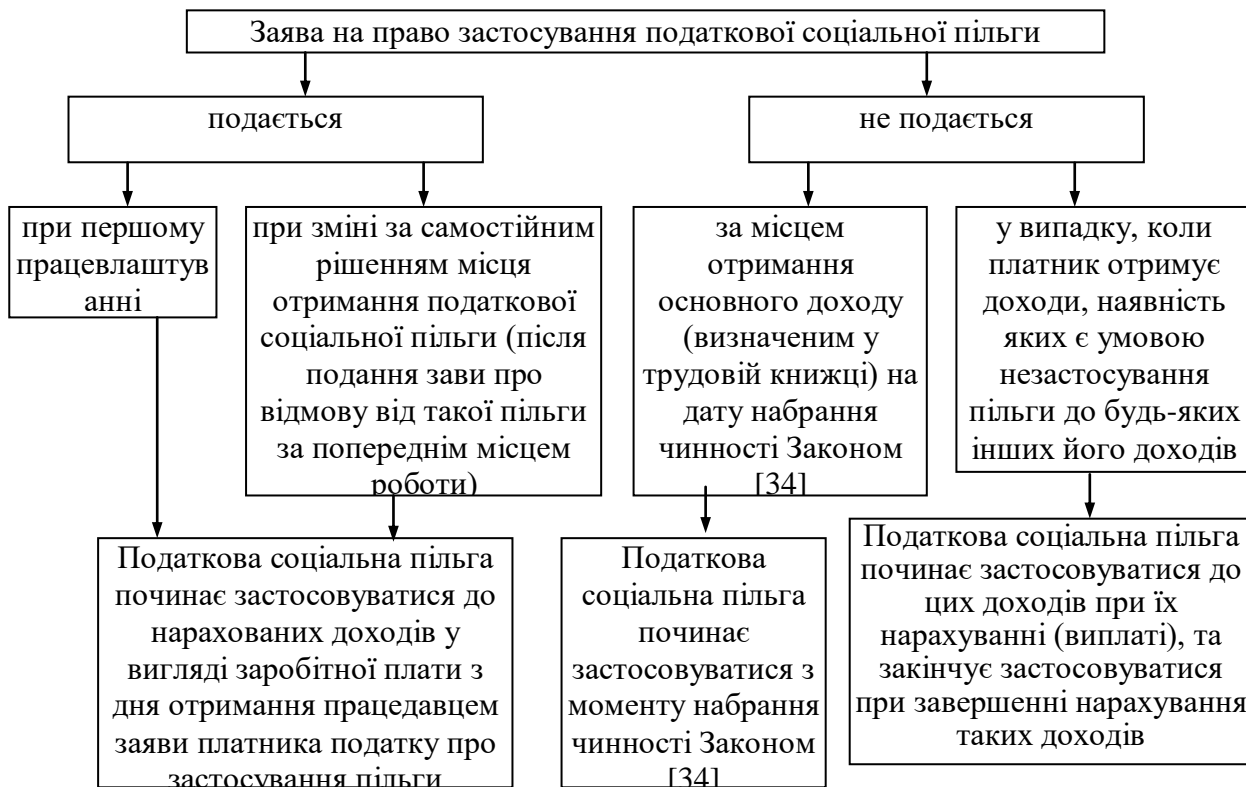 Заява на право застосування податкової соціальної пільги
подається
не подається
при першому
працевлаштув
анні
при зміні за самостійним
рішенням місця
отримання податкової
соціальної пільги (після
подання зави про
відмову від такої пільги
за попереднім місцем
роботи)
за місцем
отримання
основного доходу
(визначеним у
трудовій книжці) на
дату набрання
чинності Законом
[34]
у випадку, коли
платник отримує
доходи, наявність
яких є умовою
незастосування
пільги до будь-яких
інших його доходів
Податкова соціальна пільга
починає застосовуватися до
нарахованих доходів у
вигляді заробітної плати з
дня отримання працедавцем
заяви платника податку про
застосування пільги
Податкова
соціальна пільга
починає
застосовуватися з
моменту набрання
чинності Законом
[34]
Податкова соціальна пільга
починає застосовуватися до
цих доходів при їх
нарахуванні (виплаті), та
закінчує застосовуватися
при завершенні нарахування
таких доходів